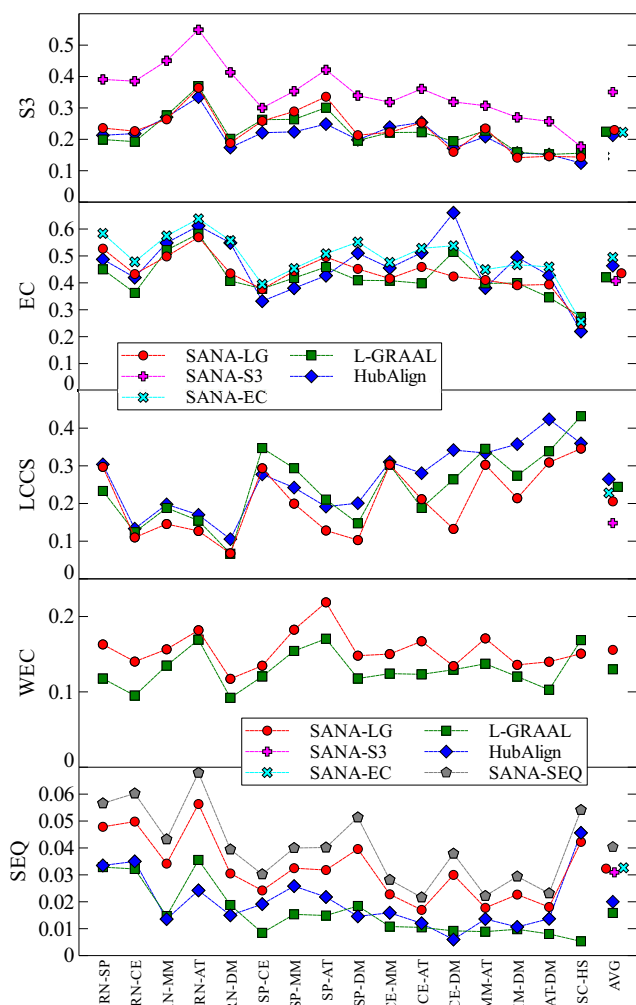 0.5
0.4
0.3
0.2
0.1
0
S3
0.6
0.5
0.4
0.3
0.2
0.1
0
EC
SANA-LG
L-GRAAL
SANA-S3
HubAlign
SANA-EC
0.4
0.3
0.2
0.1
0
LCCS
0.2
0.1
0
WEC
SANA-LG
L-GRAAL
SANA-S3
HubAlign
SANA-EC
SANA-SEQ
0.06
0.05
0.04
0.03
0.02
0.01
0
SEQ
RN-SP
RN-CE
RN-MM
RN-AT
RN-DM
SP-CE
SP-MM
SP-AT
SP-DM
CE-MM
CE-AT
CE-DM
MM-AT
AT-DM
SC-HS
AVG